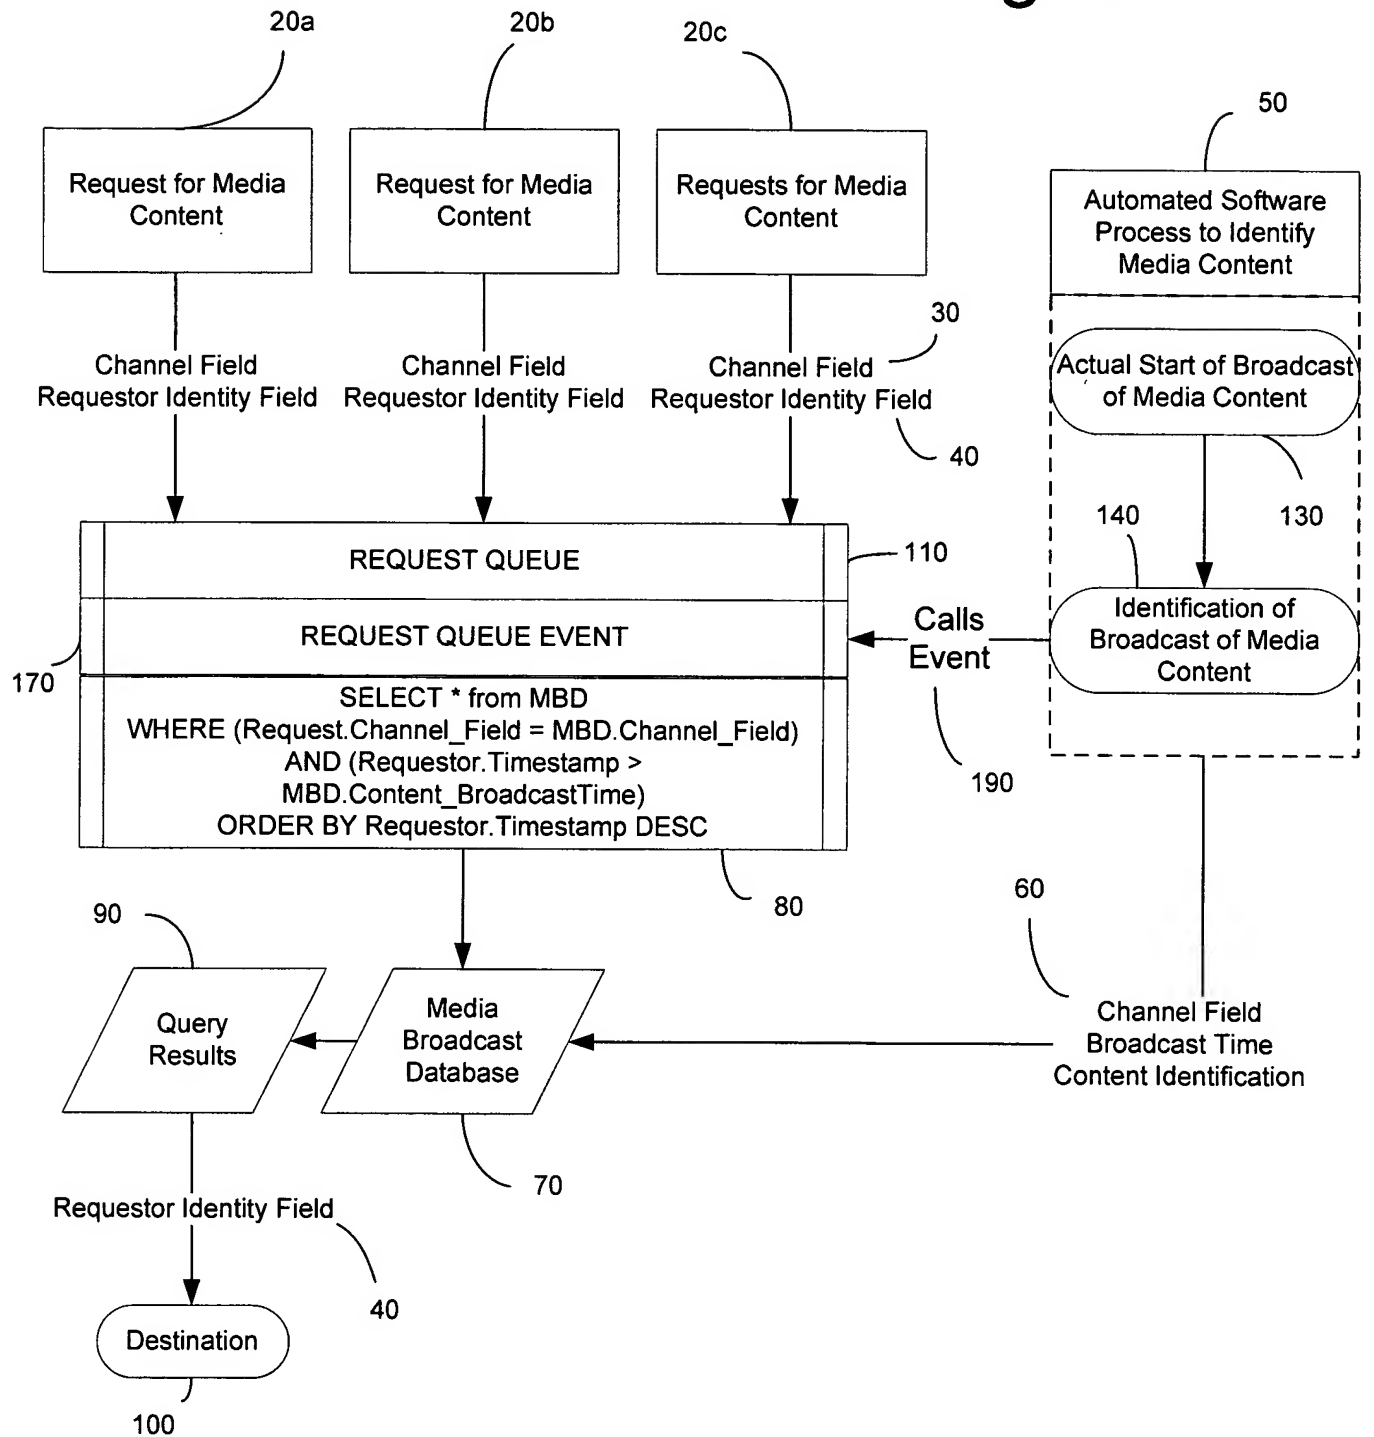 20a
20b
20c
50
Request for Media
Content
Request for Media
Content
Requests for Media
Content
Automated Software
Process to Identify
Media Content
30
Channel Field
Requestor Identity Field
Channel Field
Requestor Identity Field
Channel Field
Requestor Identity Field
40
Actual Start of Broadcast
of Media Content
140
130
REQUEST QUEUE
110
REQUEST QUEUE EVENT
170
Calls
Event
190
Identification of
Broadcast of Media
Content
SELECT * from MBD
WHERE (Request.Channel_Field = MBD.Channel_Field)
AND (Requestor.Timestamp >
MBD.Content_BroadcastTime)
ORDER BY Requestor.Timestamp DESC
80
60
90
Query
Results
Media
Broadcast
Database
Channel Field
Broadcast Time
Content Identification
70
Requestor Identity Field
40
Destination
100